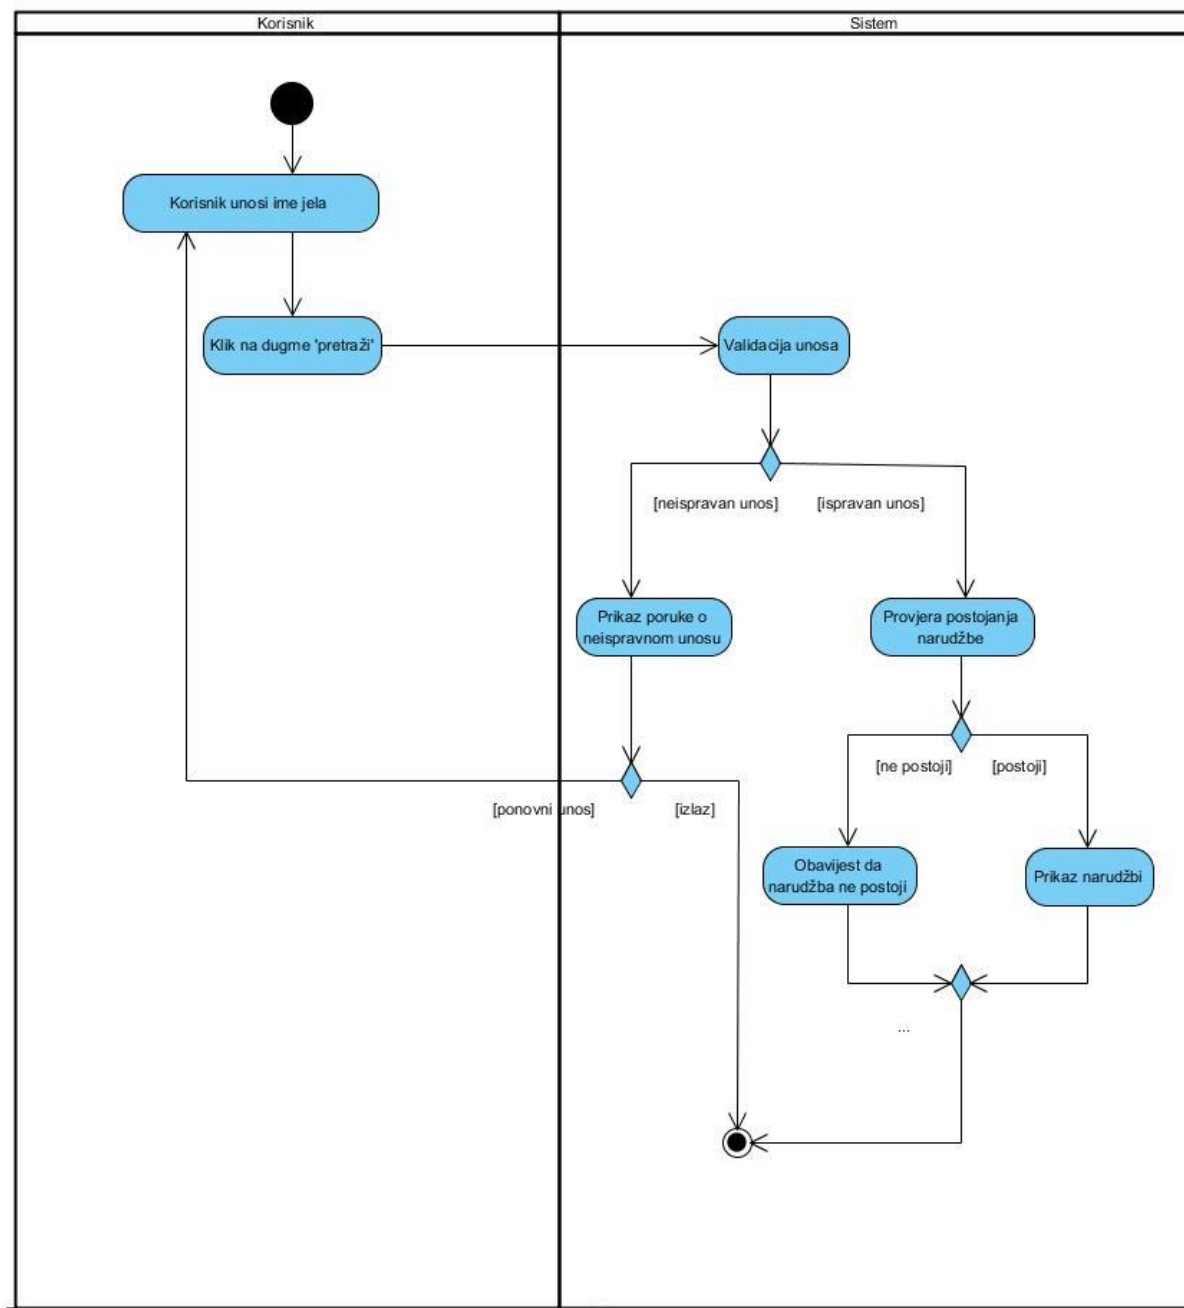 Korisnik
Sistem
Korisnik unosi ime jela
Klik na dugme 'pretraži'
Validacija unosa
[neispravan unos]
[ispravan unos]
Prikaz poruke o
neispravnom unosu
Provjera postojanja
narudžbe
[ne postoji]
[postoji]
[ponovni unos]
[izlaz]
Obavijest da
narudžba ne postoji
Prikaz narudžbi
...